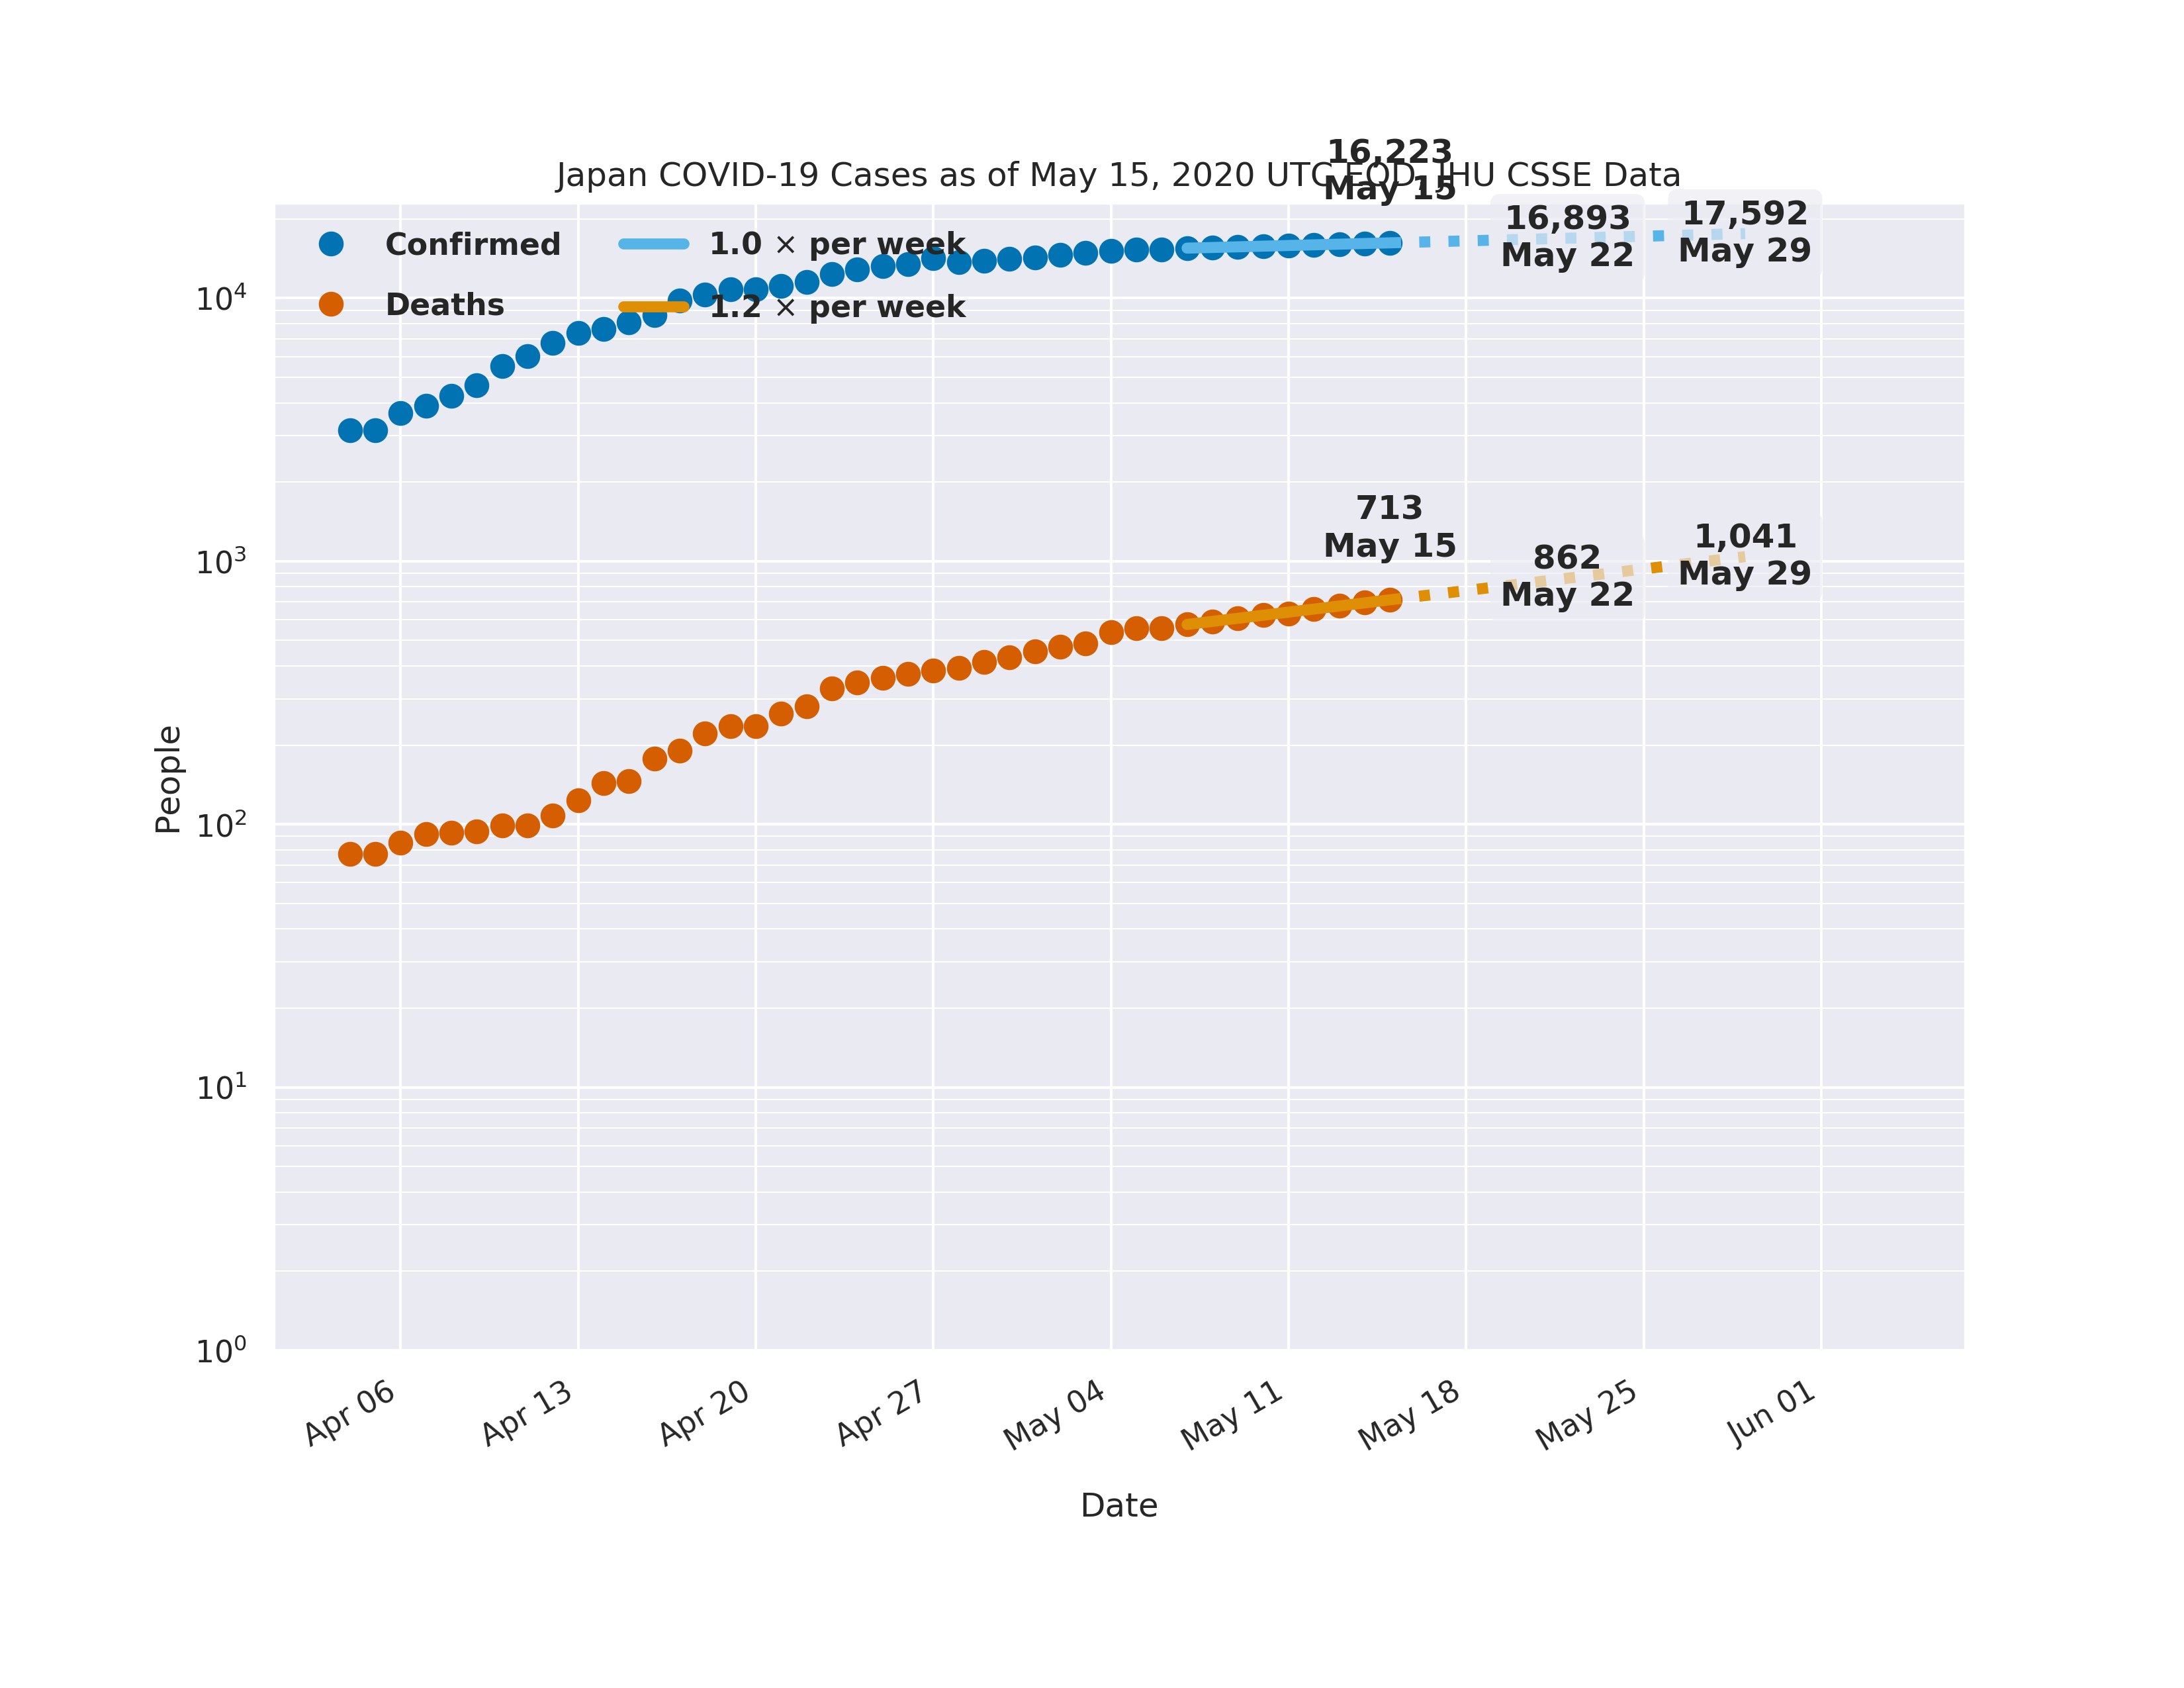 16,223
May 15
Japan COVID-19 Cases as of May 15, 2020 UTC EOD, JHU CSSE Data
16,893
May 22
17,592
May 29
Confirmed
Deaths
1.0 × per week
1.2 × per week
713
May 15
862
May 22
1,041
May 29
People
10⁴
10³
10²
10¹
10⁰
Apr 06
Apr 13
Apr 20
Apr 27
May 04
May 11
May 18
May 25
Jun 01
Date